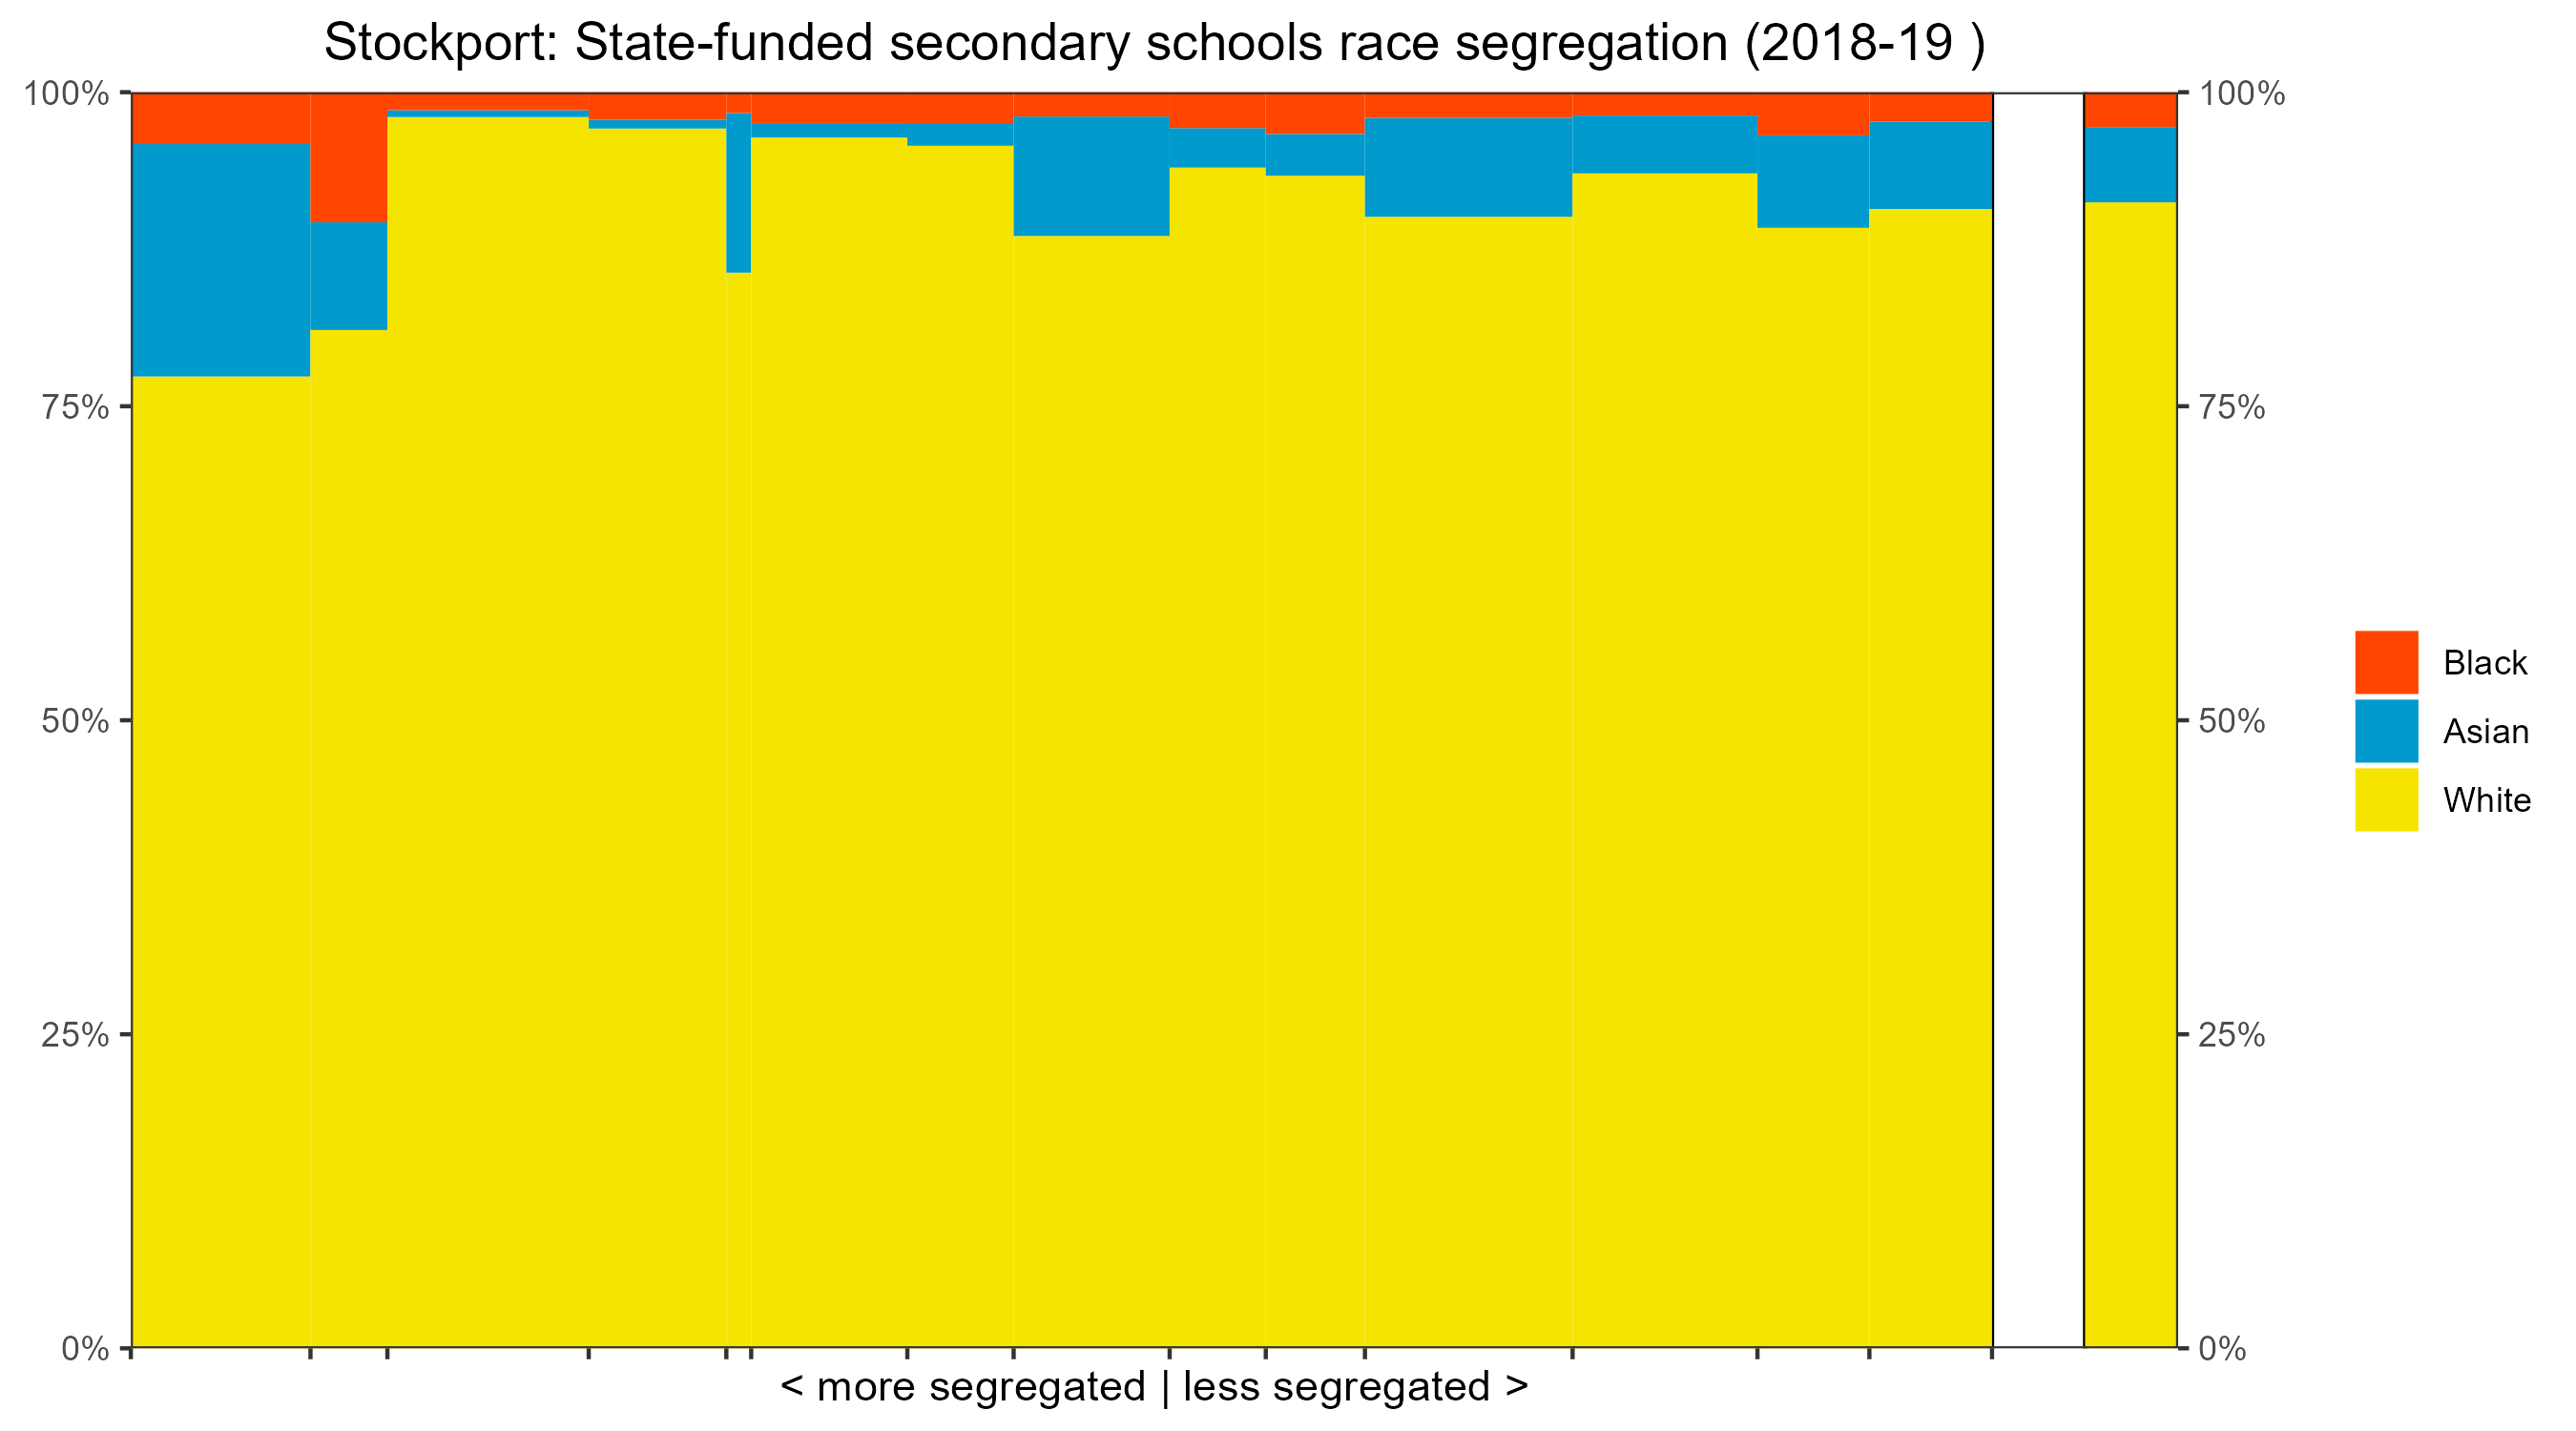 Stockport: State-funded secondary schools race segregation (2018-19 )
100%
75%
50%
25%
0%
100%
75%
50%
25%
0%
< more segregated | less segregated >
Black
Asian
White